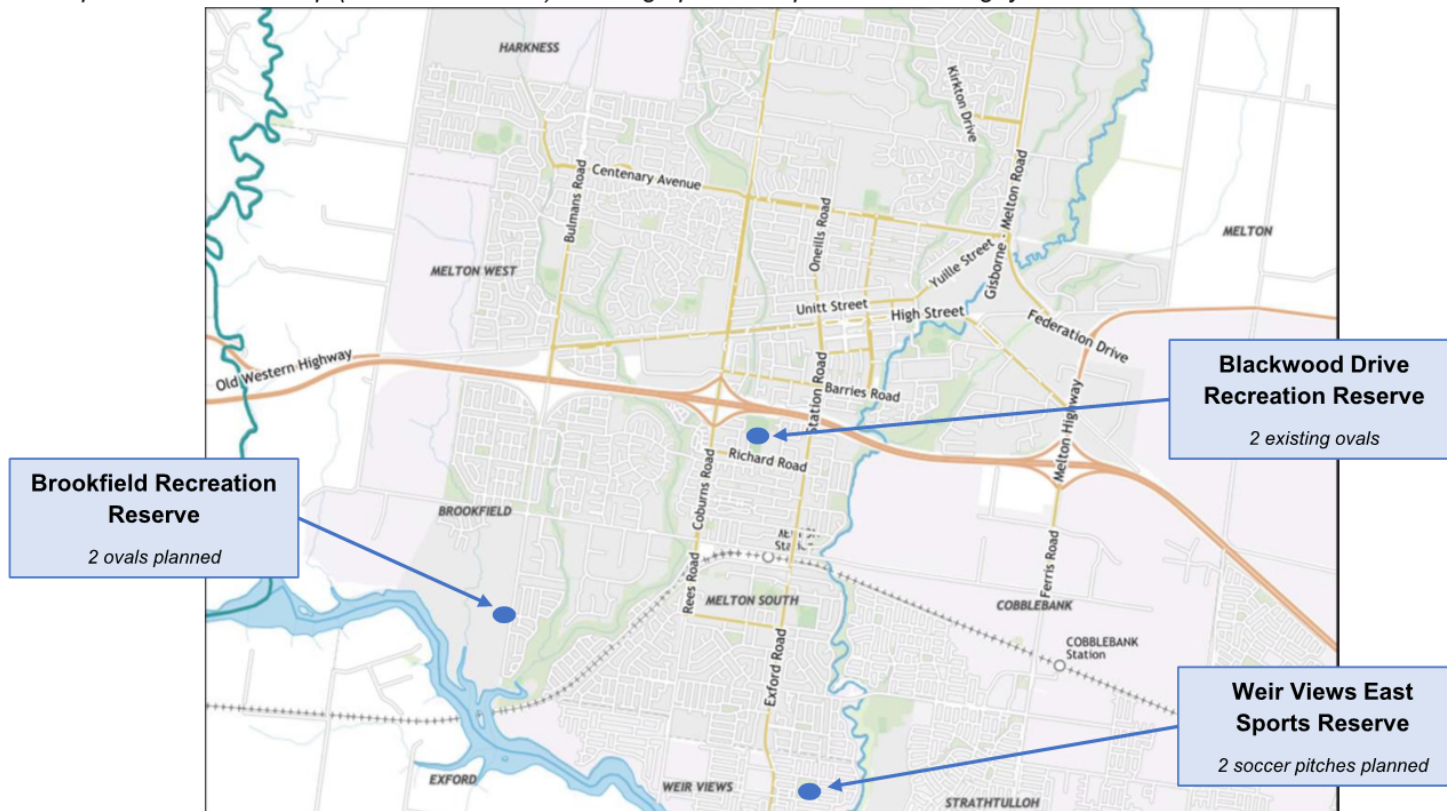 HARKNESS
Kirkton Drive
Centenary Avenue
Bulmans Road
Oneills Road
Gisborne - Melton Road
MELTON
MELTON WEST
Yuille Street
Unitt Street
High Street
Federation Drive
Old Western Highway
Station Road
Barries Road
Melton Highway
Blackwood Drive
Recreation Reserve
2 existing ovals
Richard Road
Coburns Road
Brookfield Recreation
Reserve
2 ovals planned
BROOKFIELD
Station
Rees Road
MELTON SOUTH
Ferris Road
COBBLEBANK
COBBLEBANK
Station
Exford Road
Weir Views East
Sports Reserve
2 soccer pitches planned
EXFORD
WEIR VIEWS
STRATHTULLOH